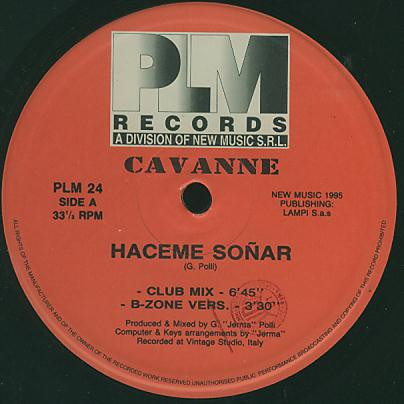 PLM
RECORDS
A DIVISION OF NEW MUSIC S.R.L.
CAVANNE
PLM 24
SIDE A
33⅓ RPM
NEW MUSIC 1995
PUBLISHING:
LAMPI S.a.s
HACEME SOÑAR
(G. Polli)
- CLUB MIX - 6'45"
- B-ZONE VERS. - 3'30"
Produced & Mixed by G. "Jerma" Polli
Computer & Keys arrangements by "Jerma"
Recorded at Vintage Studio, Italy
ALL RIGHTS OF THE MANUFACTURER AND OF THE OWNER OF THE RECORDED WORK RESERVED UNAUTHORISED PUBLIC PERFORMANCE BROADCASTING AND COPYING OF THIS RECORD PROHIBITED